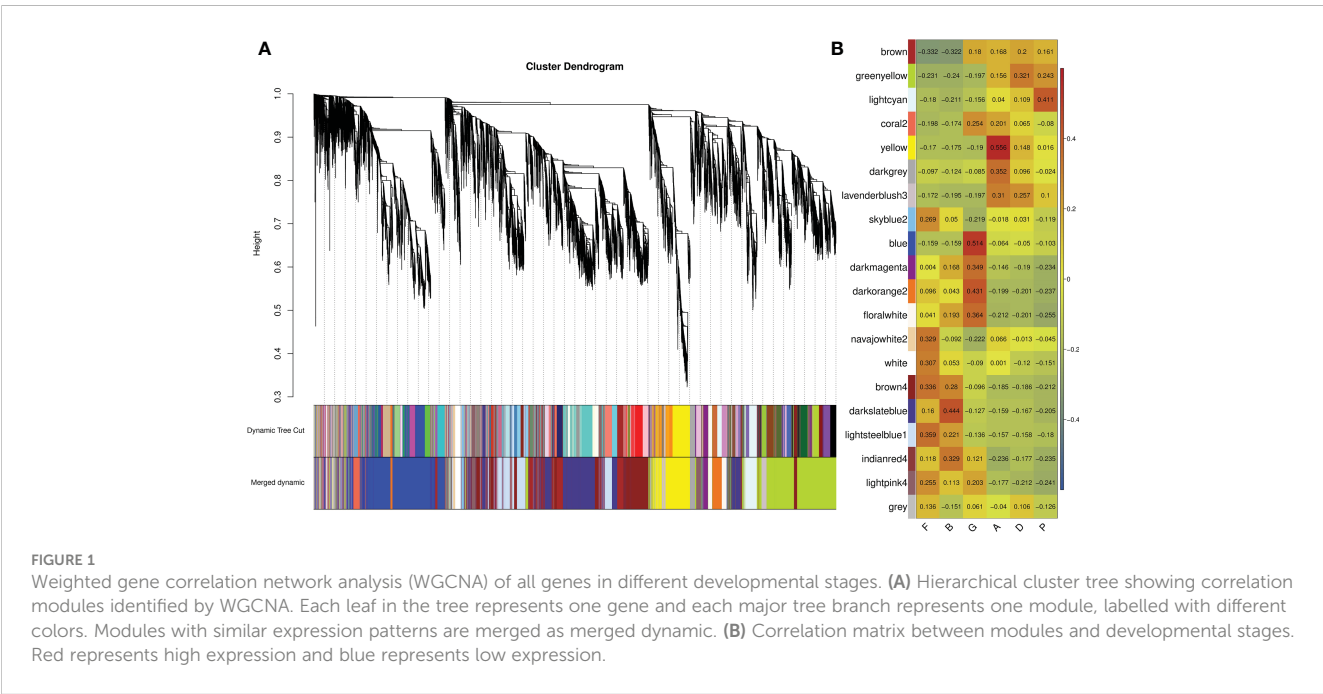 A
Cluster Dendrogram
Height
1.0
0.9
0.8
0.7
0.6
0.5
0.4
0.3
Dynamic Tree Cut
Merged dynamic
B
brown −0.332 −0.322 0.18 0.168 0.2 0.161
greenyellow −0.231 −0.24 −0.197 0.156 0.321 0.243
lightcyan −0.18 −0.211 −0.156 0.04 0.109 0.411
coral2 −0.198 −0.174 0.254 0.201 0.065 −0.08
yellow −0.17 −0.175 −0.19 0.556 0.148 0.016
darkgrey −0.097 −0.124 −0.085 0.352 0.096 −0.024
lavenderblush3 −0.172 −0.195 −0.197 0.31 0.257 0.1
skyblue2 0.269 0.05 −0.219 −0.018 0.031 −0.119
blue −0.159 −0.159 0.514 −0.064 −0.05 −0.103
darkmagenta 0.004 0.168 0.349 −0.146 −0.19 −0.234
darkorange2 0.096 0.043 0.431 −0.199 −0.201 −0.237
floralwhite 0.041 0.193 0.364 −0.212 −0.201 −0.255
navajowhite2 0.329 −0.092 −0.222 0.066 −0.013 −0.045
white 0.307 0.053 −0.09 0.001 −0.12 −0.151
brown4 0.336 0.28 −0.096 −0.185 −0.186 −0.212
darkslateblue 0.16 0.444 −0.127 −0.159 −0.167 −0.205
lightsteelblue1 0.359 0.221 −0.136 −0.157 −0.158 −0.18
indianred4 0.118 0.329 0.121 −0.236 −0.177 −0.235
lightpink4 0.255 0.113 0.203 −0.177 −0.212 −0.241
grey 0.136 −0.151 0.061 −0.04 0.106 −0.126
F B G A D P
0.4
0.2
0
−0.2
−0.4
FIGURE 1
Weighted gene correlation network analysis (WGCNA) of all genes in different developmental stages. (A) Hierarchical cluster tree showing correlation
modules identified by WGCNA. Each leaf in the tree represents one gene and each major tree branch represents one module, labelled with different
colors. Modules with similar expression patterns are merged as merged dynamic. (B) Correlation matrix between modules and developmental stages.
Red represents high expression and blue represents low expression.